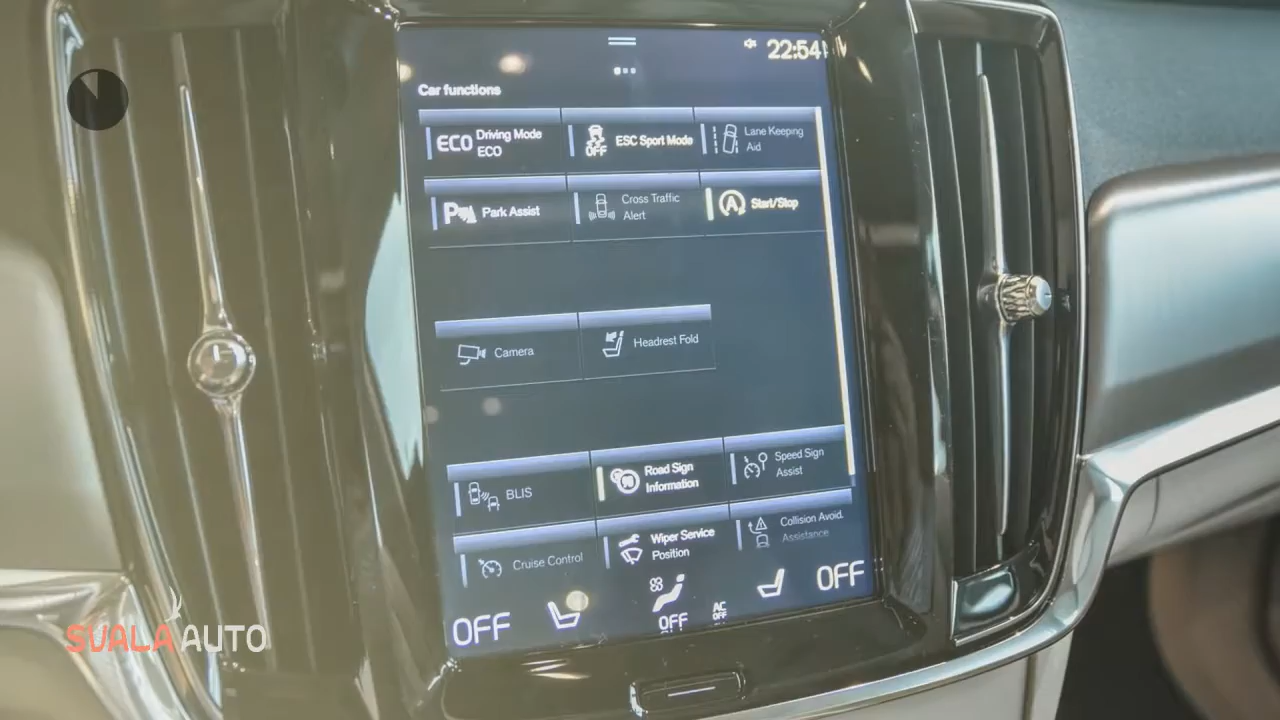 22:54
Car functions
ECO
Driving Mode
ECO
OFF
ESC Sport Mode
Lane Keeping
Aid
P
Park Assist
Cross Traffic
Alert
A
Start/Stop
Camera
Headrest Fold
BLIS
Road Sign
Information
Speed Sign
Assist
Cruise Control
Wiper Service
Position
Collision Avoid.
Assistance
OFF
OFF
AC
OFF
OFF
SVALA AUTO